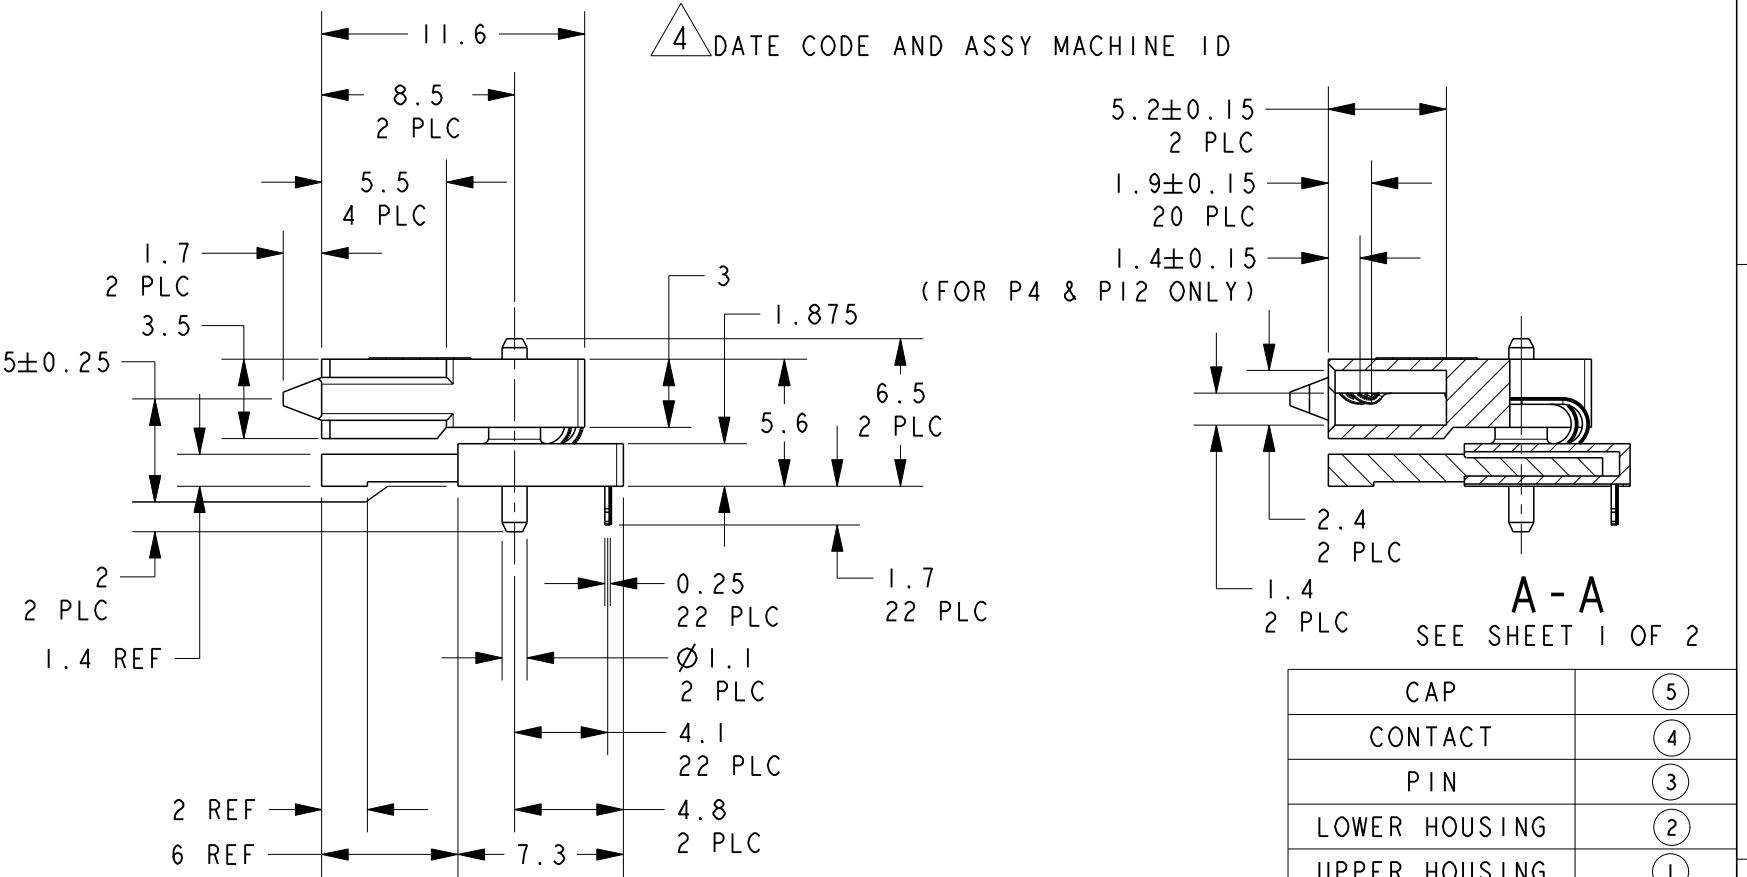 11.6
4 DATE CODE AND ASSY MACHINE ID
8.5
2 PLC
5.5
4 PLC
1.7
2 PLC
3.5
5±0.25
3
1.875
6.5
2 PLC
5.6
2
2 PLC
1.4 REF
0.25
22 PLC
1.7
22 PLC
Ø1.1
2 PLC
4.1
22 PLC
2 REF
4.8
2 PLC
6 REF
7.3
5.2±0.15
2 PLC
1.9±0.15
20 PLC
1.4±0.15
(FOR P4 & P12 ONLY)
2.4
2 PLC
1.4
2 PLC
A-A
SEE SHEET 1 OF 2
CAP 5
CONTACT 4
PIN 3
LOWER HOUSING 2
UPPER HOUSING 1